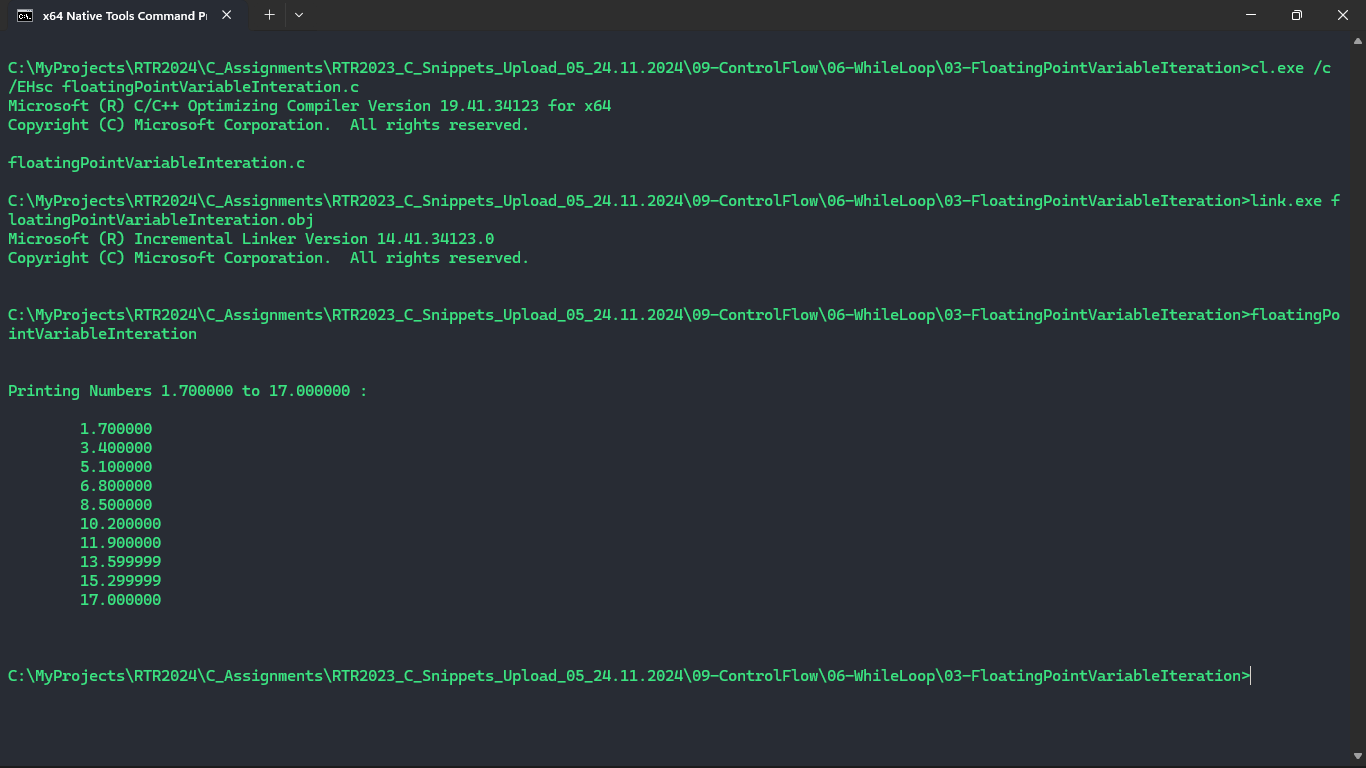 x64 Native Tools Command P
C:\MyProjects\RTR2024\C_Assignments\RTR2023_C_Snippets_Upload_05_24.11.2024\09-ControlFlow\06-WhileLoop\03-FloatingPointVariableIteration>cl.exe /c
/EHsc floatingPointVariableInteration.c
Microsoft (R) C/C++ Optimizing Compiler Version 19.41.34123 for x64
Copyright (C) Microsoft Corporation.  All rights reserved.
floatingPointVariableInteration.c
C:\MyProjects\RTR2024\C_Assignments\RTR2023_C_Snippets_Upload_05_24.11.2024\09-ControlFlow\06-WhileLoop\03-FloatingPointVariableIteration>link.exe f
loatingPointVariableInteration.obj
Microsoft (R) Incremental Linker Version 14.41.34123.0
Copyright (C) Microsoft Corporation.  All rights reserved.
C:\MyProjects\RTR2024\C_Assignments\RTR2023_C_Snippets_Upload_05_24.11.2024\09-ControlFlow\06-WhileLoop\03-FloatingPointVariableIteration>floatingPo
intVariableInteration
Printing Numbers 1.700000 to 17.000000 :
1.700000
3.400000
5.100000
6.800000
8.500000
10.200000
11.900000
13.599999
15.299999
17.000000
C:\MyProjects\RTR2024\C_Assignments\RTR2023_C_Snippets_Upload_05_24.11.2024\09-ControlFlow\06-WhileLoop\03-FloatingPointVariableIteration>